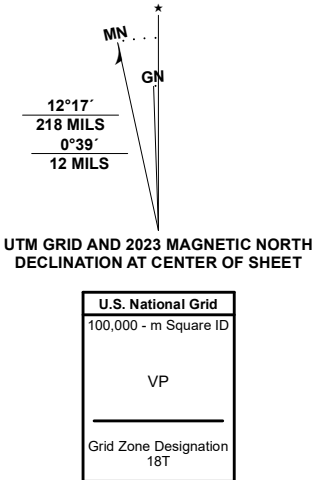 ★
MN
GN
12°17´
218 MILS
0°39´
12 MILS
UTM GRID AND 2023 MAGNETIC NORTH
DECLINATION AT CENTER OF SHEET
U.S. National Grid
100,000 - m Square ID
VP
Grid Zone Designation
18T